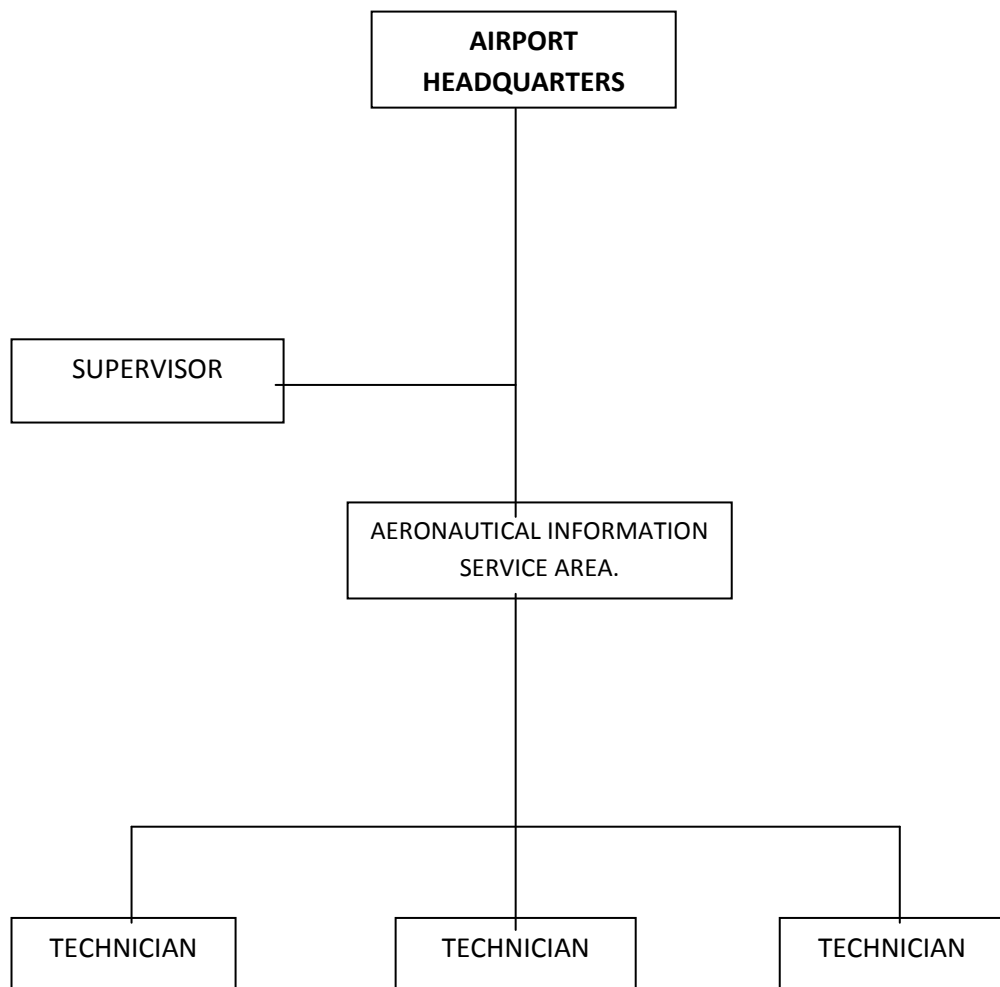 AIRPORT
HEADQUARTERS
SUPERVISOR
AERONAUTICAL INFORMATION
SERVICE AREA.
TECHNICIAN
TECHNICIAN
TECHNICIAN